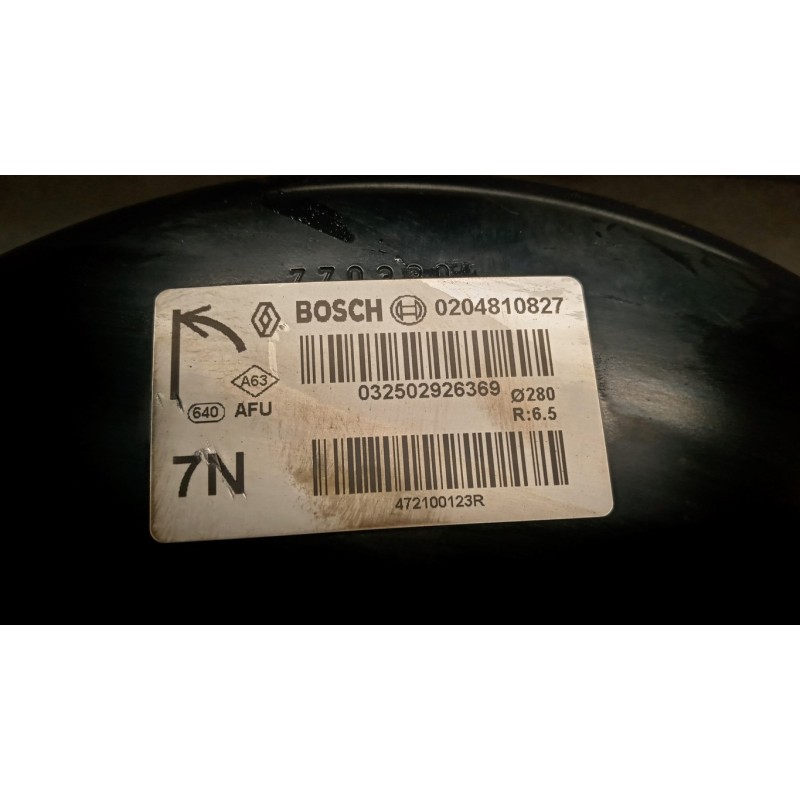 BOSCH 0204810827
A63
032502926369 Ø280
640 AFU R:6.5
7N
472100123R